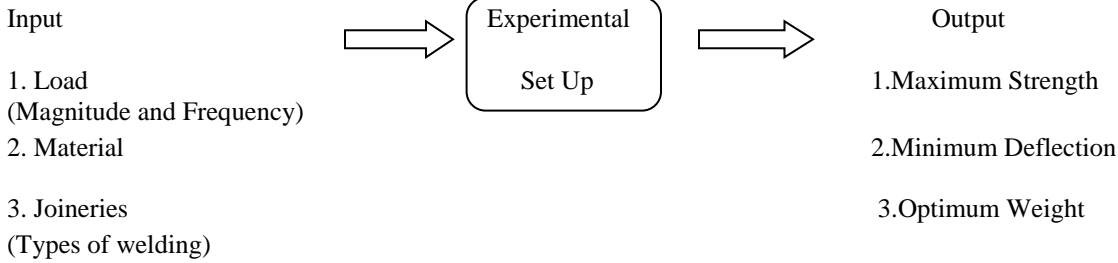 Input
1. Load
(Magnitude and Frequency)
2. Material
3. Joineries
(Types of welding)
Experimental
Set Up
Output
1.Maximum Strength
2.Minimum Deflection
3.Optimum Weight